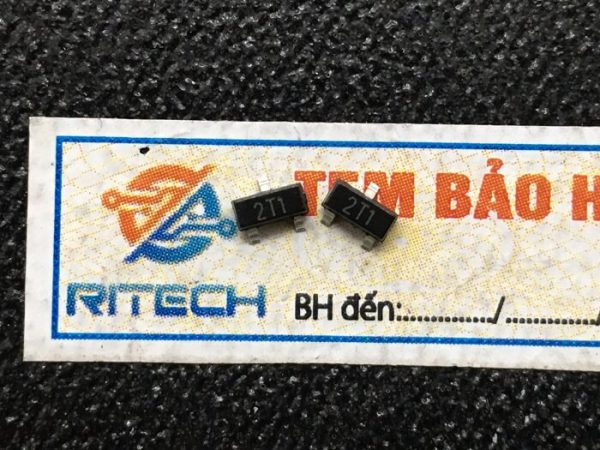 TEM BẢO H
2T1
2T1
RITECH
BH đến:............./............../